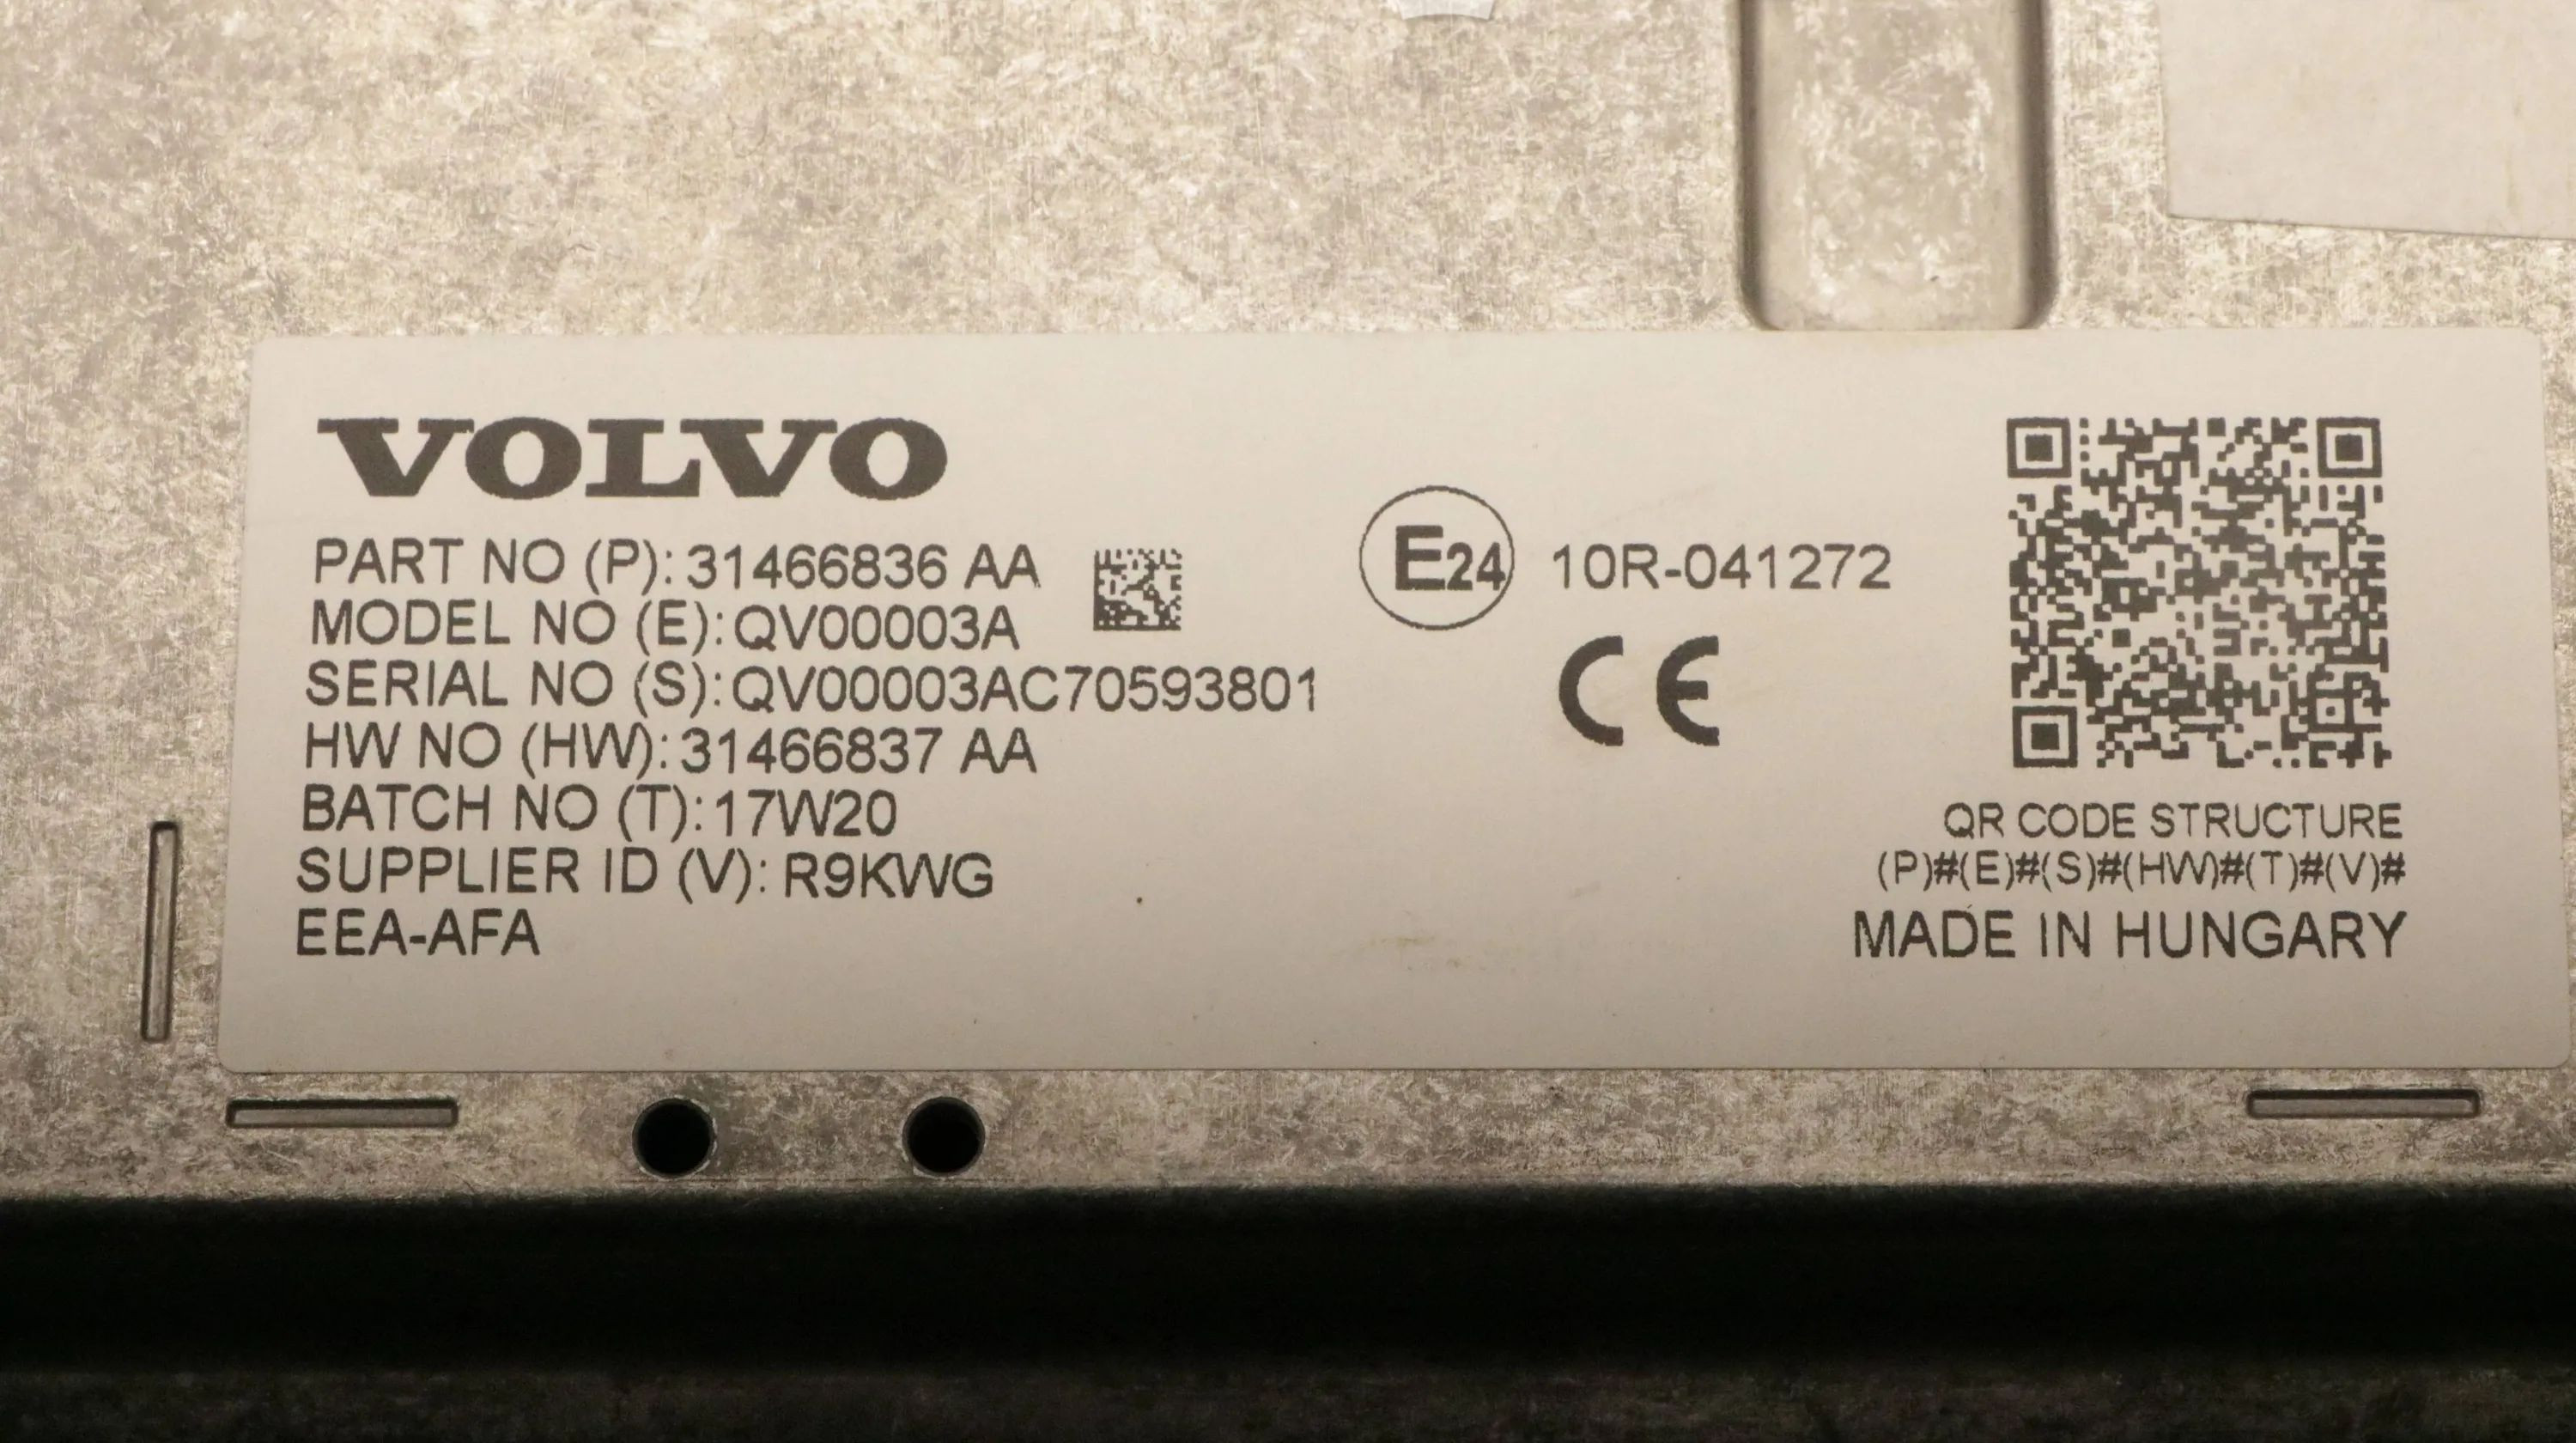 VOLVO
PART NO (P): 31466836 AA
MODEL NO (E): QV00003A
SERIAL NO (S): QV00003AC70593801
HW NO (HW): 31466837 AA
BATCH NO (T): 17W20
SUPPLIER ID (V): R9KWG
EEA-AFA
E24 10R-041272
CE
QR CODE STRUCTURE
(P)#(E)#(S)#(HW)#(T)#(V)#
MADE IN HUNGARY